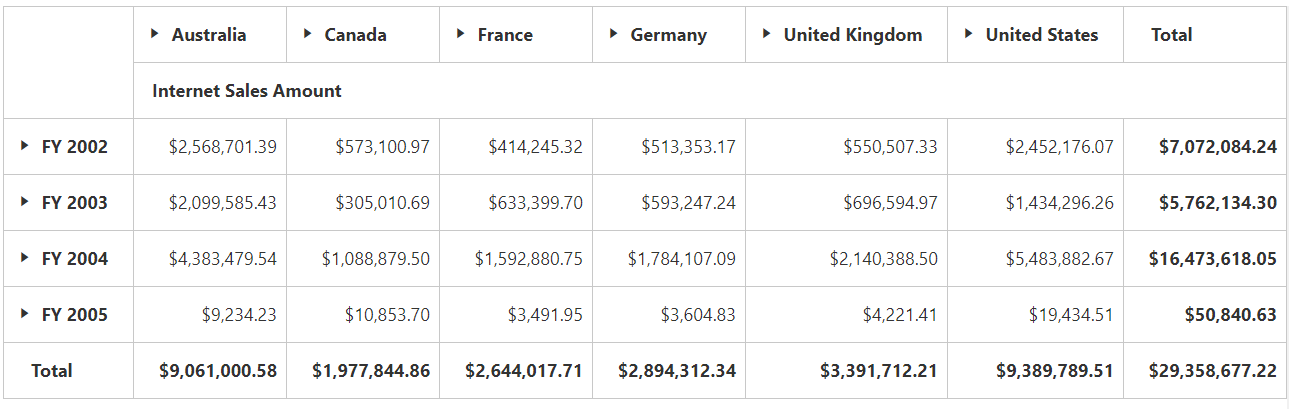 Australia Canada France Germany United Kingdom United States Total
Internet Sales Amount
FY 2002 $2,568,701.39 $573,100.97 $414,245.32 $513,353.17 $550,507.33 $2,452,176.07 $7,072,084.24
FY 2003 $2,099,585.43 $305,010.69 $633,399.70 $593,247.24 $696,594.97 $1,434,296.26 $5,762,134.30
FY 2004 $4,383,479.54 $1,088,879.50 $1,592,880.75 $1,784,107.09 $2,140,388.50 $5,483,882.67 $16,473,618.05
FY 2005 $9,234.23 $10,853.70 $3,491.95 $3,604.83 $4,221.41 $19,434.51 $50,840.63
Total $9,061,000.58 $1,977,844.86 $2,644,017.71 $2,894,312.34 $3,391,712.21 $9,389,789.51 $29,358,677.22